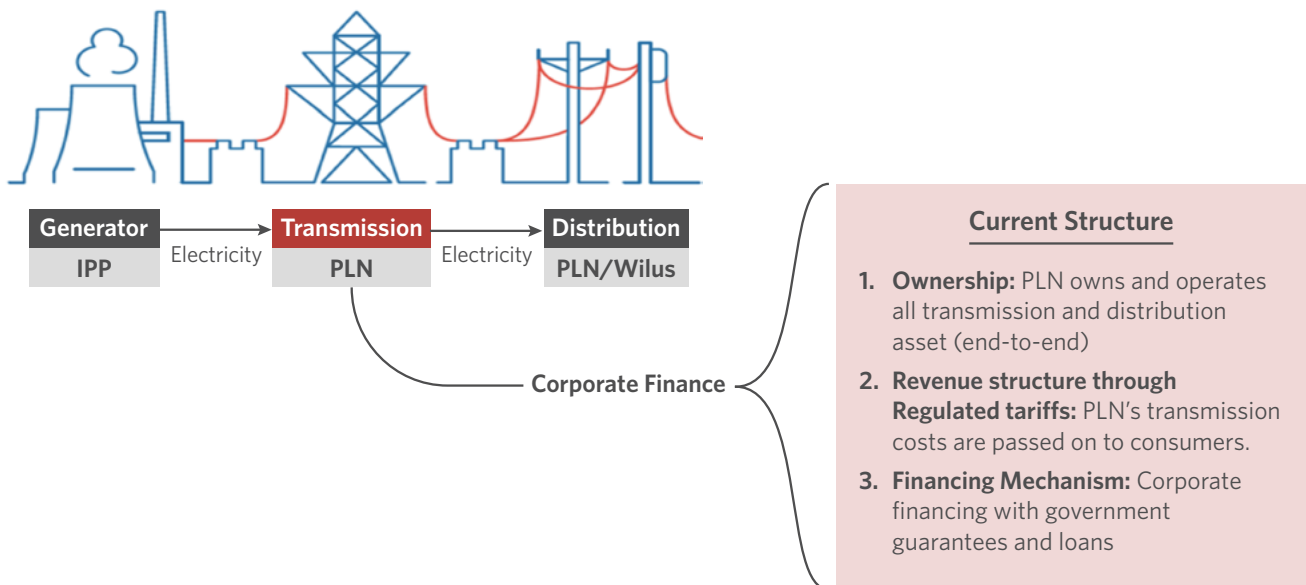 Generator
IPP
Electricity
Transmission
PLN
Electricity
Distribution
PLN/Wilus
Corporate Finance
Current Structure
1. Ownership: PLN owns and operates
all transmission and distribution
asset (end-to-end)
2. Revenue structure through
Regulated tariffs: PLN’s transmission
costs are passed on to consumers.
3. Financing Mechanism: Corporate
financing with government
guarantees and loans